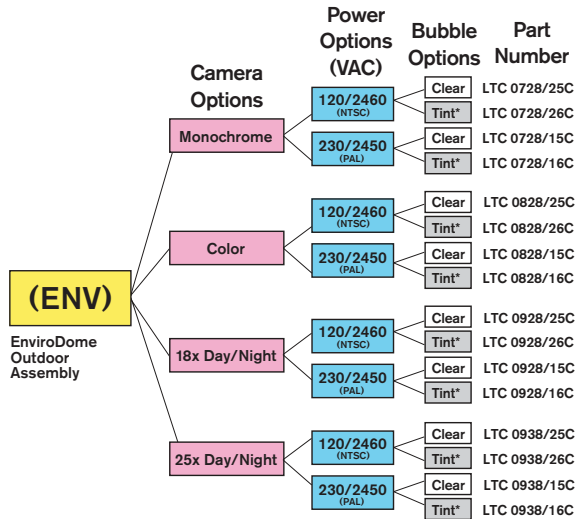 Power
Options
(VAC)
Bubble
Options
Part
Number
Camera
Options
Monochrome
120/2460
(NTSC)
Clear
LTC 0728/25C
Tint*
LTC 0728/26C
230/2450
(PAL)
Clear
LTC 0728/15C
Tint*
LTC 0728/16C
Color
120/2460
(NTSC)
Clear
LTC 0828/25C
Tint*
LTC 0828/26C
230/2450
(PAL)
Clear
LTC 0828/15C
Tint*
LTC 0828/16C
(ENV)
EnviroDome
Outdoor
Assembly
18x Day/Night
120/2460
(NTSC)
Clear
LTC 0928/25C
Tint*
LTC 0928/26C
230/2450
(PAL)
Clear
LTC 0928/15C
Tint*
LTC 0928/16C
25x Day/Night
120/2460
(NTSC)
Clear
LTC 0938/25C
Tint*
LTC 0938/26C
230/2450
(PAL)
Clear
LTC 0938/15C
Tint*
LTC 0938/16C